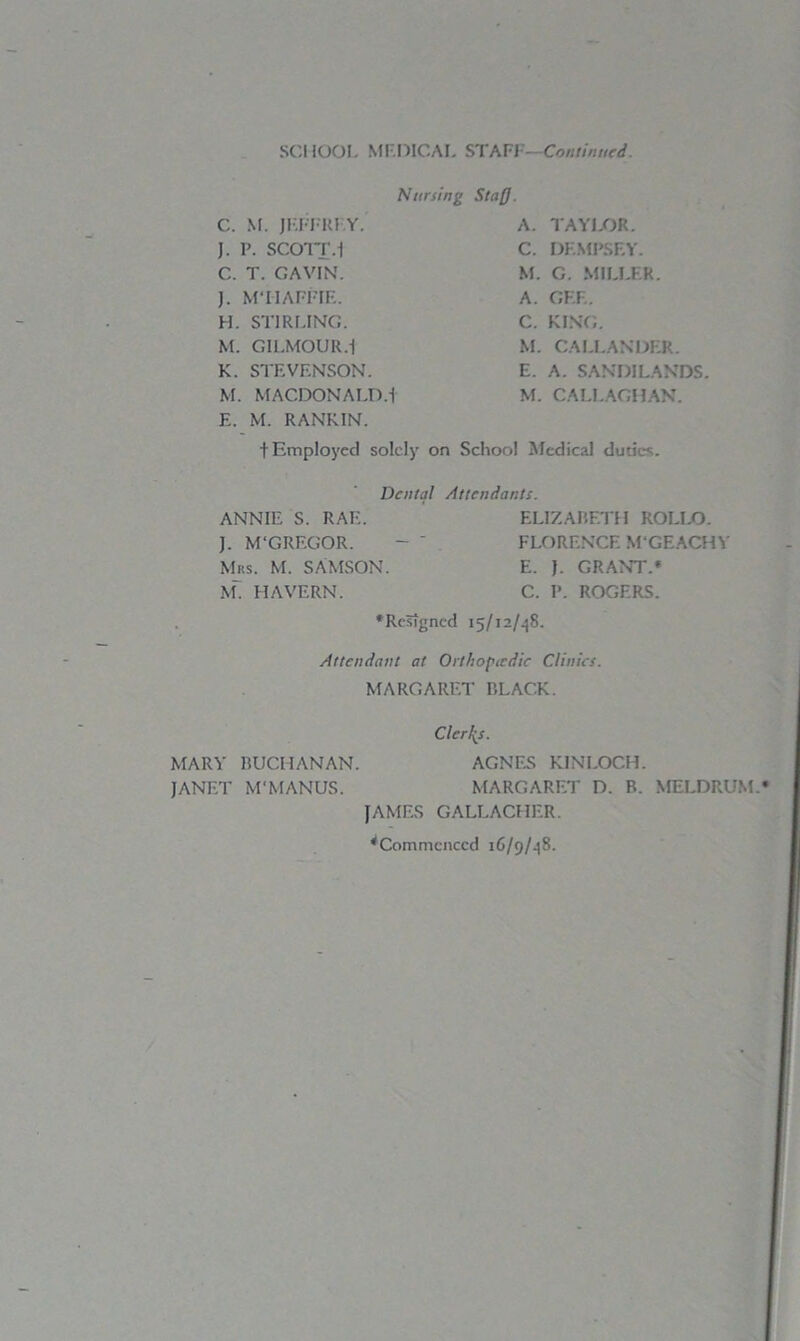 SCHOOL MEDICAL STAFF—Continued.
Nursing Staff.
C. M. JEFFREY. A. TAYLOR.
J. P. SCOTT.† C. DEMPSEY.
C. T. GAVIN. M. G. MILLER.
J. M‘HAFFIE. A. GEE.
H. STIRLING. C. KING.
M. GILMOUR.† M. CALLANDER.
K. STEVENSON. E. A. SANDILANDS.
M. MACDONALD.† M. CALLAGHAN.
E. M. RANKIN.
† Employed solely on School Medical duties.
Dental Attendants.
ANNIE S. RAE. ELIZABETH ROLLO.
J. M‘GREGOR. FLORENCE M‘GEACHY
Mrs. M. SAMSON. E. J. GRANT.*
M. HAVERN. C. P. ROGERS.
*Resigned 15/12/48.
Attendant at Orthopædic Clinics.
MARGARET BLACK.
Clerks.
MARY BUCHANAN. AGNES KINLOCH.
JANET M‘MANUS. MARGARET D. B. MELDRUM.*
JAMES GALLACHER.
*Commenced 16/9/48.